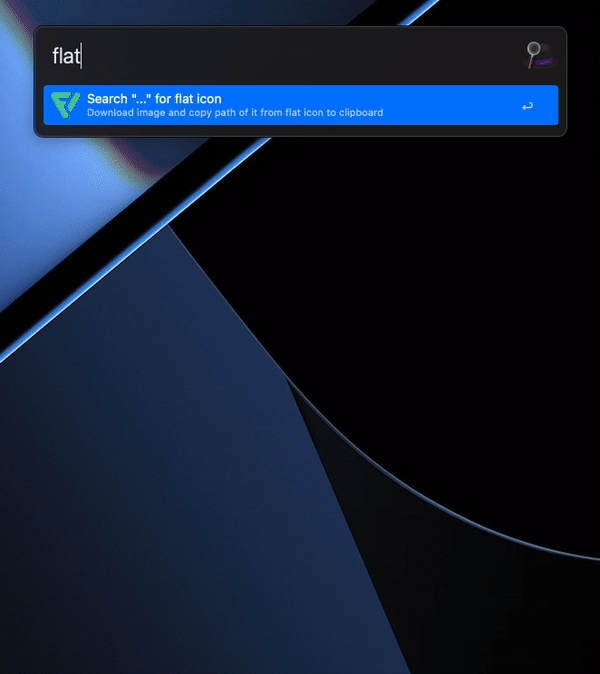 flat
Search "..." for flat icon
Download image and copy path of it from flat icon to clipboard